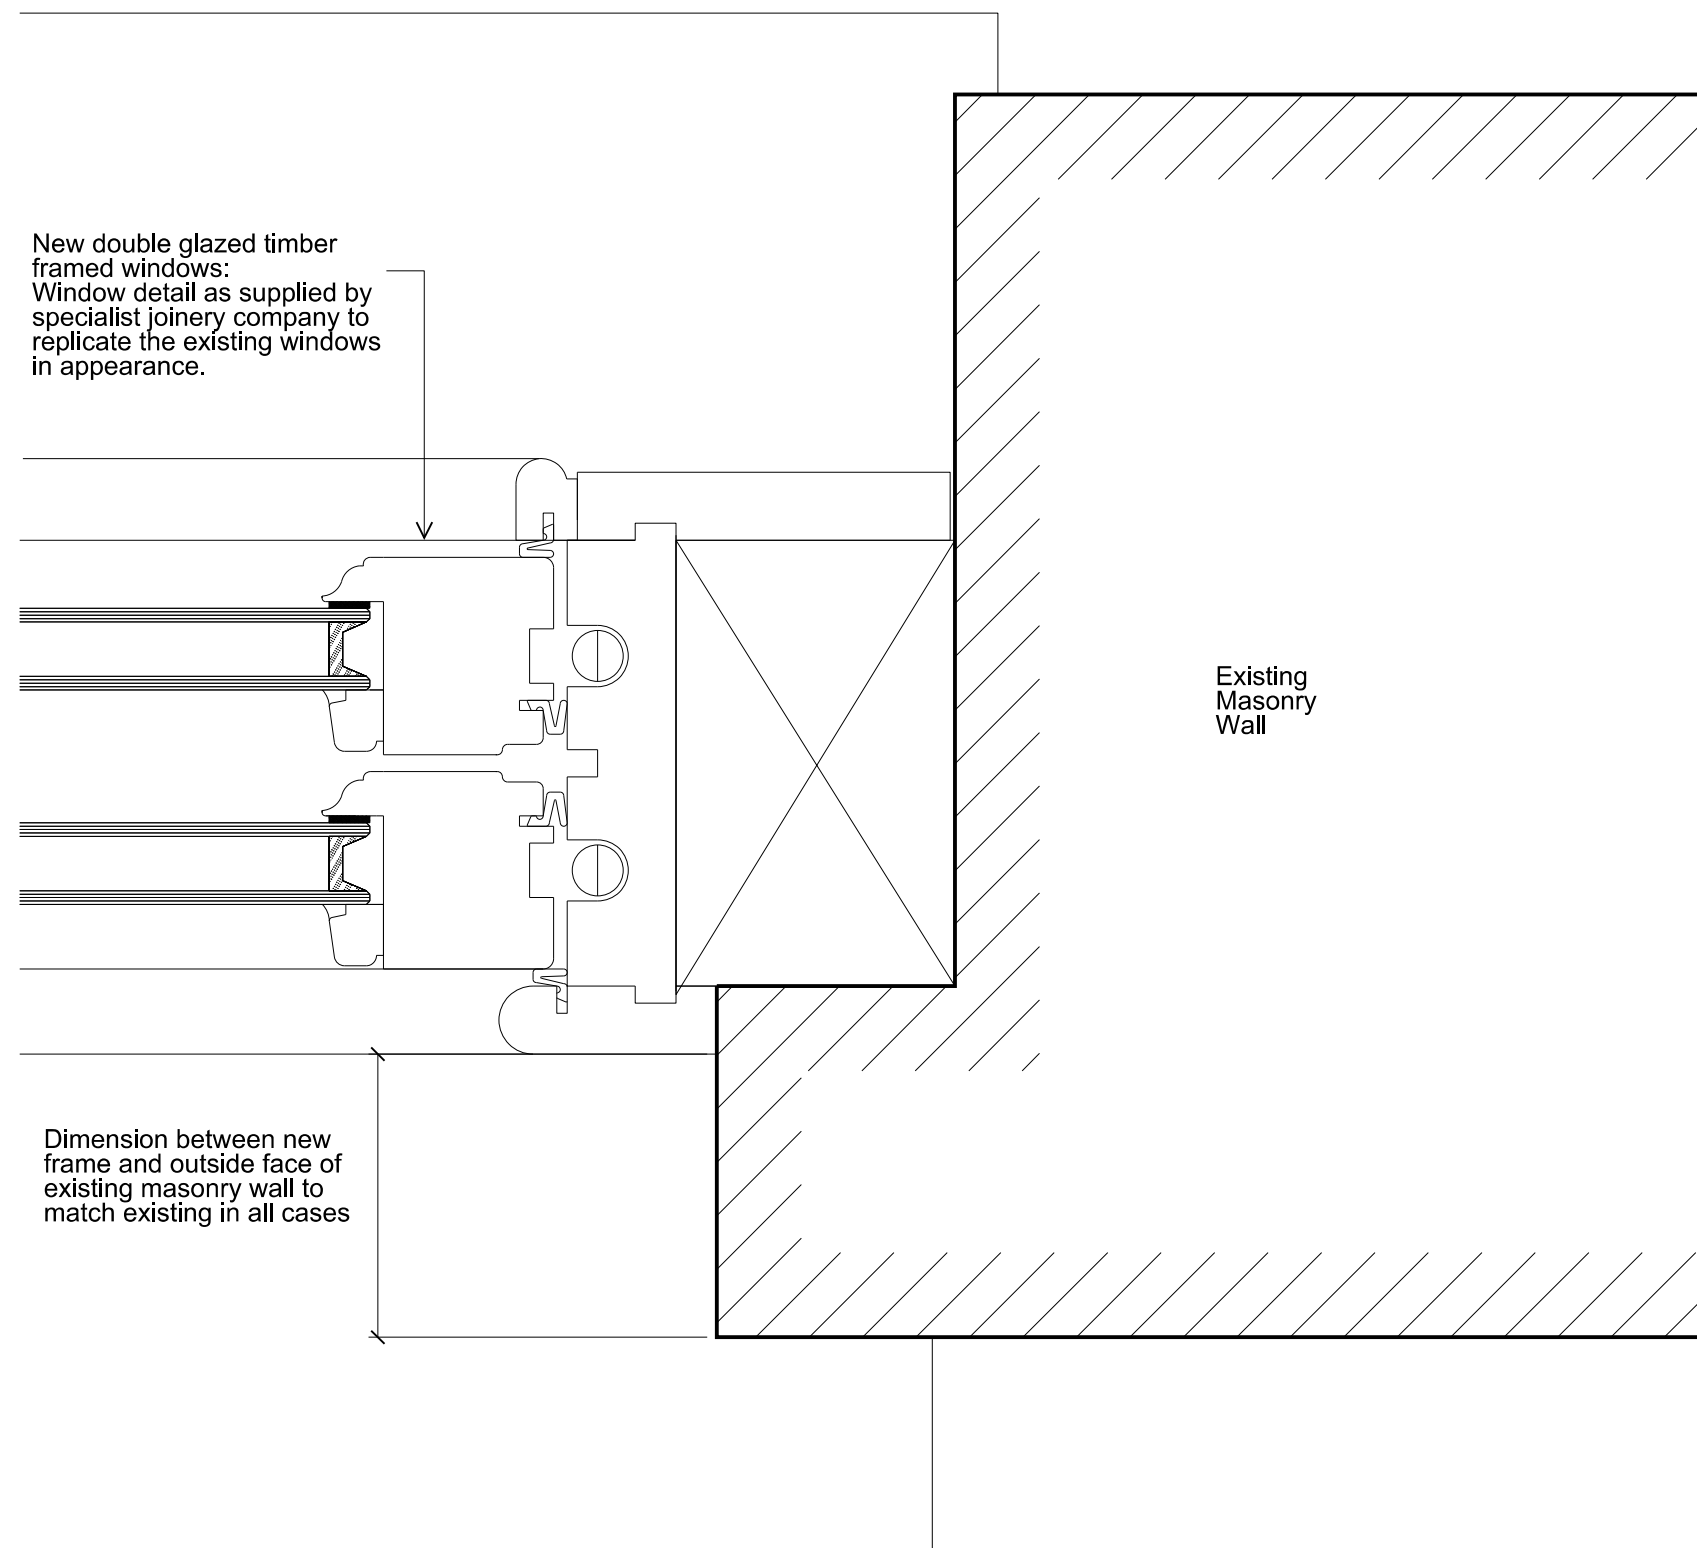 New double glazed timber
framed windows:
Window detail as supplied by
specialist joinery company to
replicate the existing windows
in appearance.
Existing
Masonry
Wall
Dimension between new
frame and outside face of
existing masonry wall to
match existing in all cases